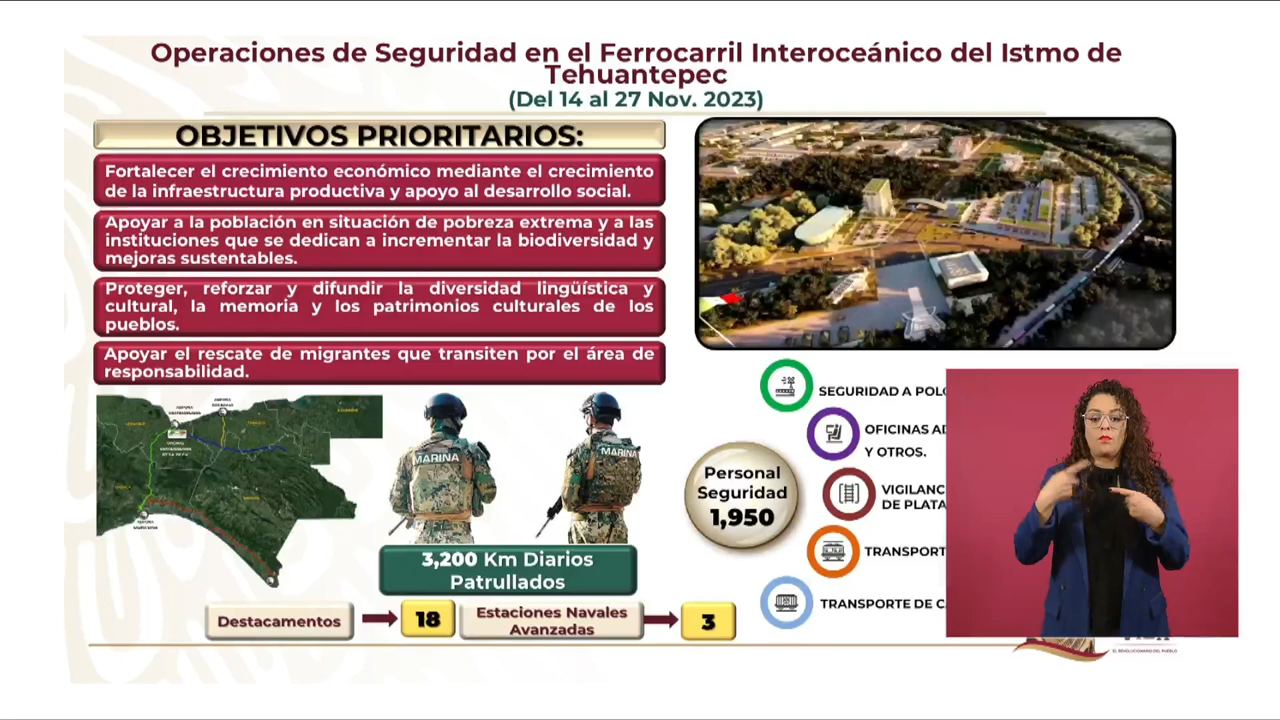 Operaciones de Seguridad en el Ferrocarril Interoceánico del Istmo de
Tehuantepec
(Del 14 al 27 Nov. 2023)
OBJETIVOS PRIORITARIOS:
Fortalecer el crecimiento económico mediante el crecimiento
de la infraestructura productiva y apoyo al desarrollo social.
Apoyar a la población en situación de pobreza extrema y a las
instituciones que se dedican a incrementar la biodiversidad y
mejoras sustentables.
Proteger, reforzar y difundir la diversidad lingüística y
cultural, la memoria y los patrimonios culturales de los
pueblos.
Apoyar el rescate de migrantes que transiten por el área de
responsabilidad.
MARINA
MARINA
3,200 Km Diarios
Patrullados
Destacamentos
18
Estaciones Navales
Avanzadas
3
Personal
Seguridad
1,950
SEGURIDAD A POLO
OFICINAS AD
Y OTROS.
VIGILANC
DE PLATA
TRANSPORT
TRANSPORTE DE C
EL REVOLUCIONARIO DEL PUEBLO